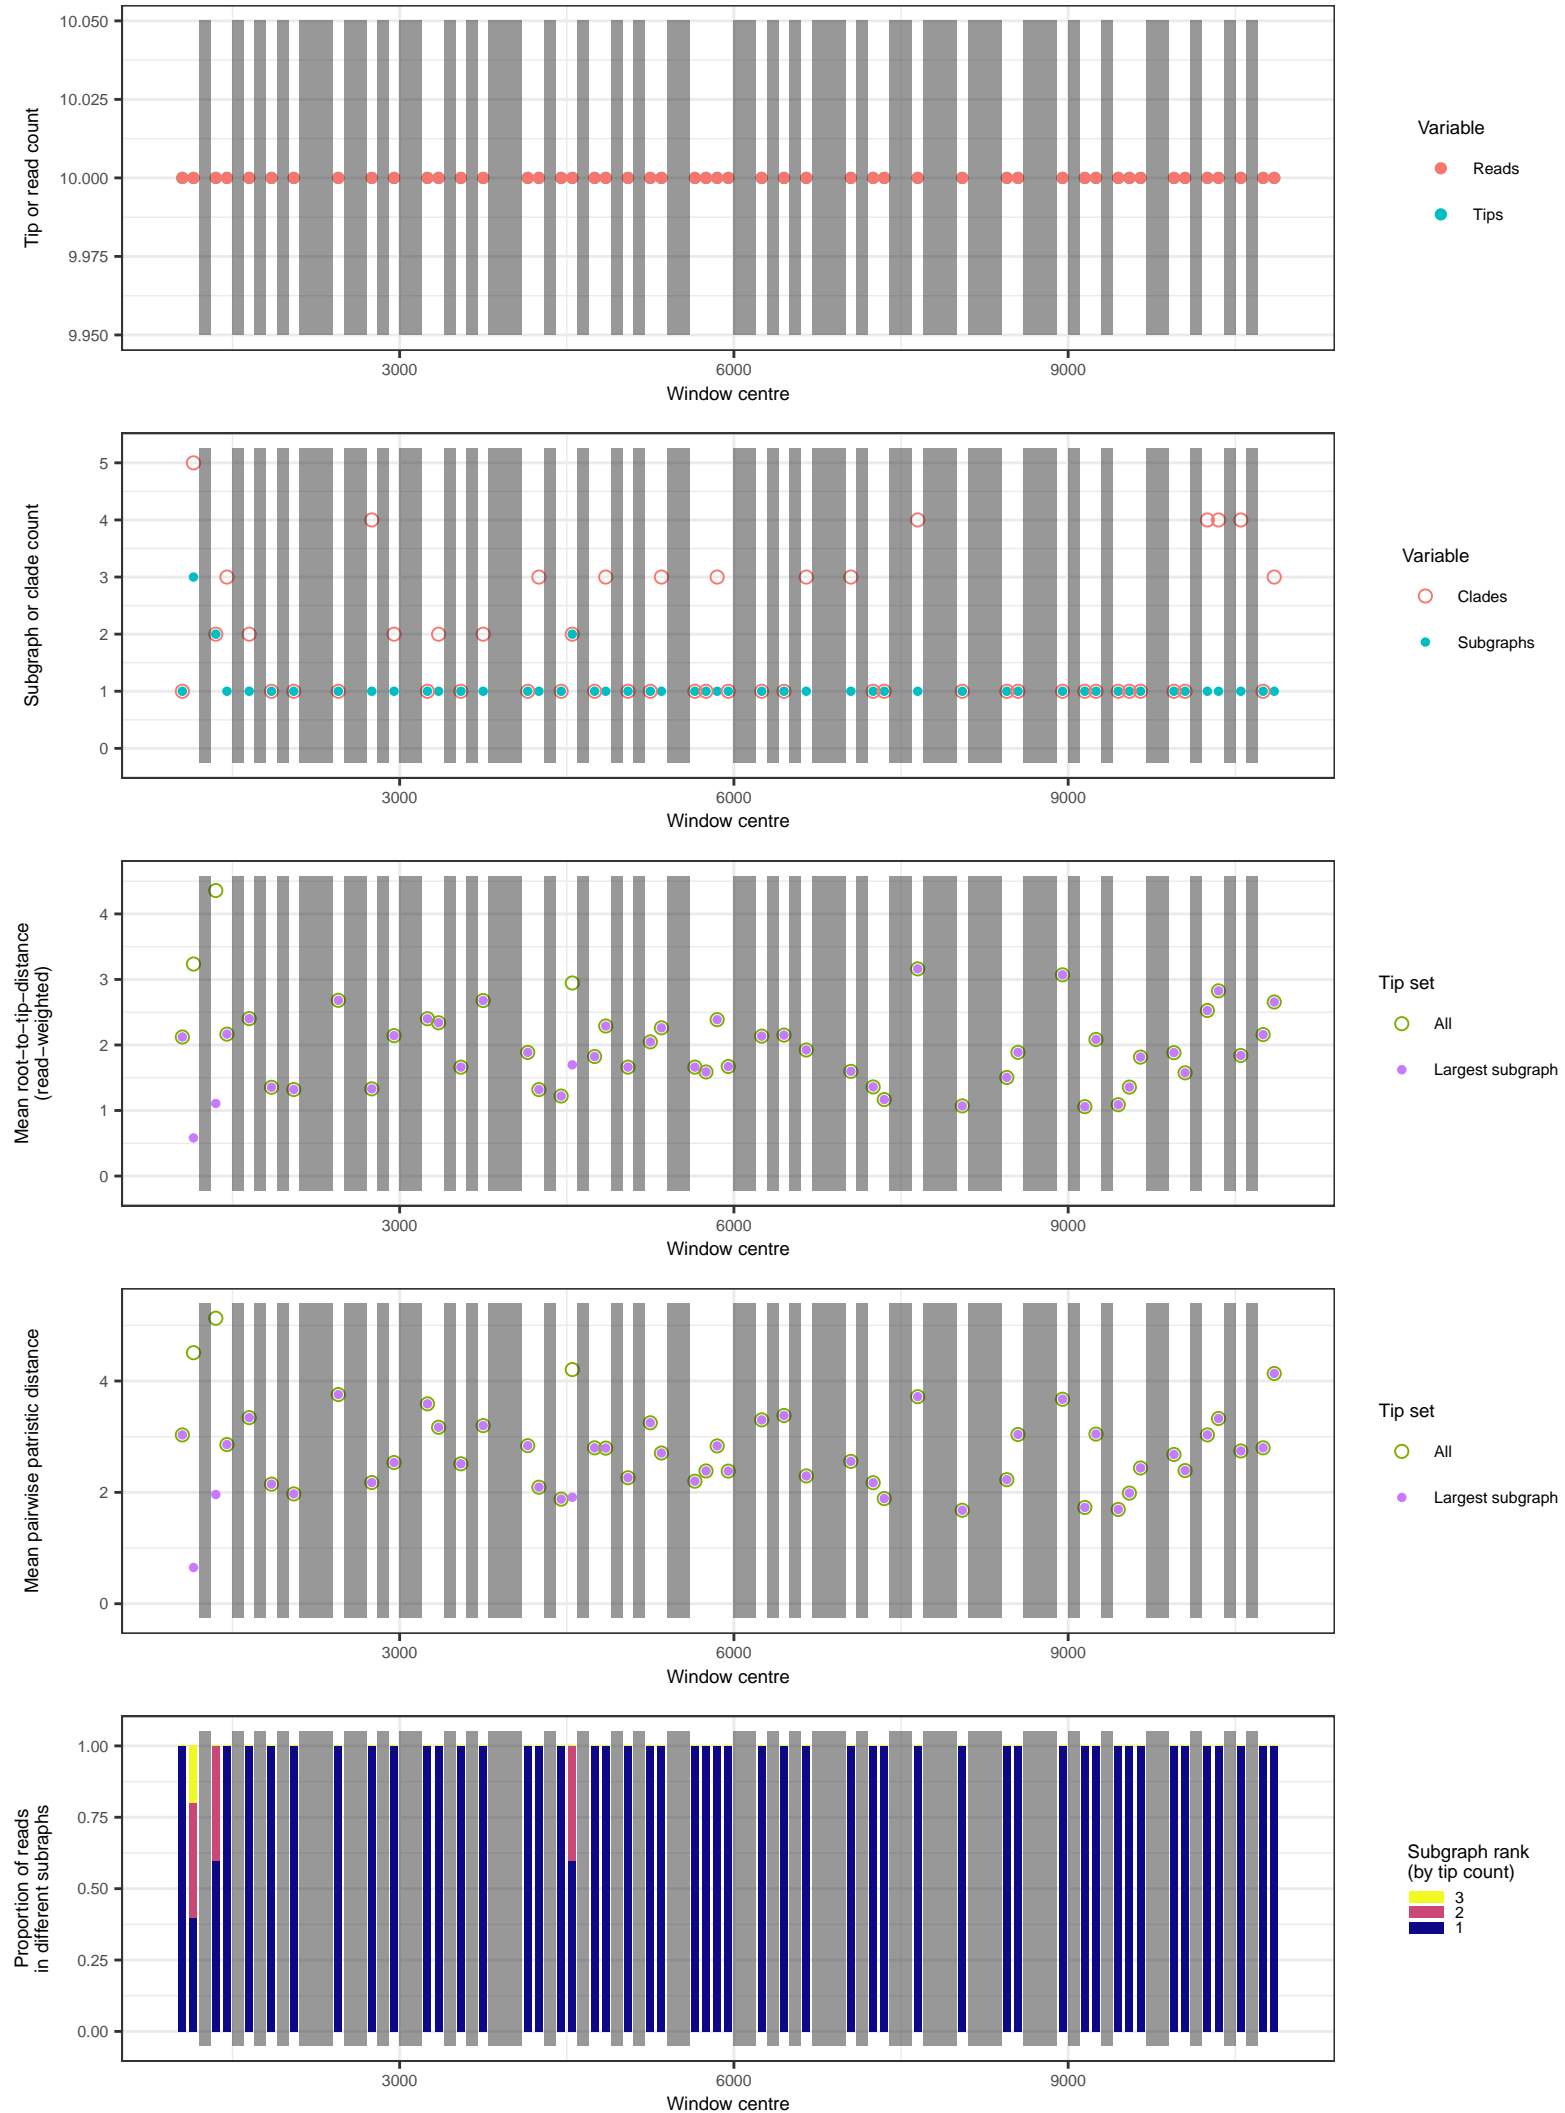 10.050
10.025
10.000
9.975
9.950
Tip or read count
3000
6000
9000
Window centre
Variable
Reads
Tips
5
4
3
2
1
0
Subgraph or clade count
3000
6000
9000
Window centre
Variable
Clades
Subgraphs
4
3
2
1
0
Mean root−to−tip−distance
(read−weighted)
3000
6000
9000
Window centre
Tip set
All
Largest subgraph
4
2
0
Mean pairwise patristic distance
3000
6000
9000
Window centre
Tip set
All
Largest subgraph
1.00
0.75
0.50
0.25
0.00
Proportion of reads
in different subraphs
3000
6000
9000
Window centre
Subgraph rank
(by tip count)
3
2
1